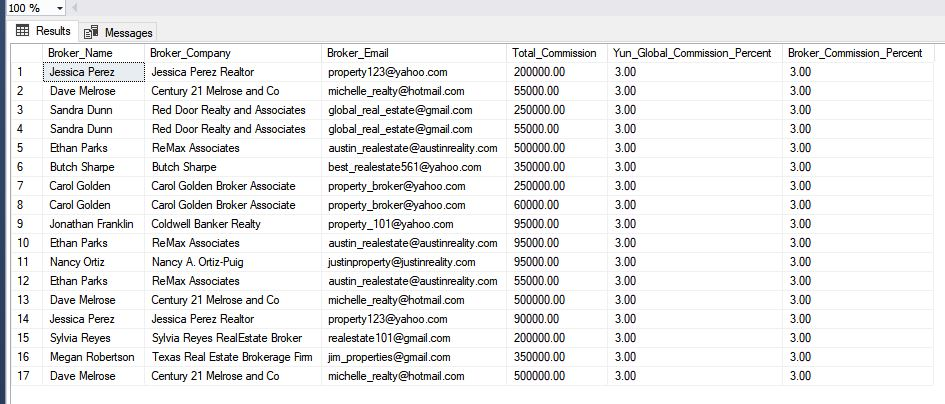 100 %
Results Messages
Broker_Name Broker_Company Broker_Email Total_Commission Yun_Global_Commission_Percent Broker_Commission_Percent
1 Jessica Perez Jessica Perez Realtor property123@yahoo.com 200000.00 3.00 3.00
2 Dave Melrose Century 21 Melrose and Co michelle_realty@hotmail.com 55000.00 3.00 3.00
3 Sandra Dunn Red Door Realty and Associates global_real_estate@gmail.com 250000.00 3.00 3.00
4 Sandra Dunn Red Door Realty and Associates global_real_estate@gmail.com 55000.00 3.00 3.00
5 Ethan Parks ReMax Associates austin_realestate@austinreality.com 500000.00 3.00 3.00
6 Butch Sharpe Butch Sharpe best_realestate561@yahoo.com 350000.00 3.00 3.00
7 Carol Golden Carol Golden Broker Associate property_broker@yahoo.com 250000.00 3.00 3.00
8 Carol Golden Carol Golden Broker Associate property_broker@yahoo.com 60000.00 3.00 3.00
9 Jonathan Franklin Coldwell Banker Realty property_101@yahoo.com 95000.00 3.00 3.00
10 Ethan Parks ReMax Associates austin_realestate@austinreality.com 95000.00 3.00 3.00
11 Nancy Ortiz Nancy A. Ortiz-Puig justinproperty@justinreality.com 95000.00 3.00 3.00
12 Ethan Parks ReMax Associates austin_realestate@austinreality.com 55000.00 3.00 3.00
13 Dave Melrose Century 21 Melrose and Co michelle_realty@hotmail.com 500000.00 3.00 3.00
14 Jessica Perez Jessica Perez Realtor property123@yahoo.com 90000.00 3.00 3.00
15 Sylvia Reyes Sylvia Reyes RealEstate Broker realestate101@gmail.com 200000.00 3.00 3.00
16 Megan Robertson Texas Real Estate Brokerage Firm jim_properties@gmail.com 350000.00 3.00 3.00
17 Dave Melrose Century 21 Melrose and Co michelle_realty@hotmail.com 500000.00 3.00 3.00